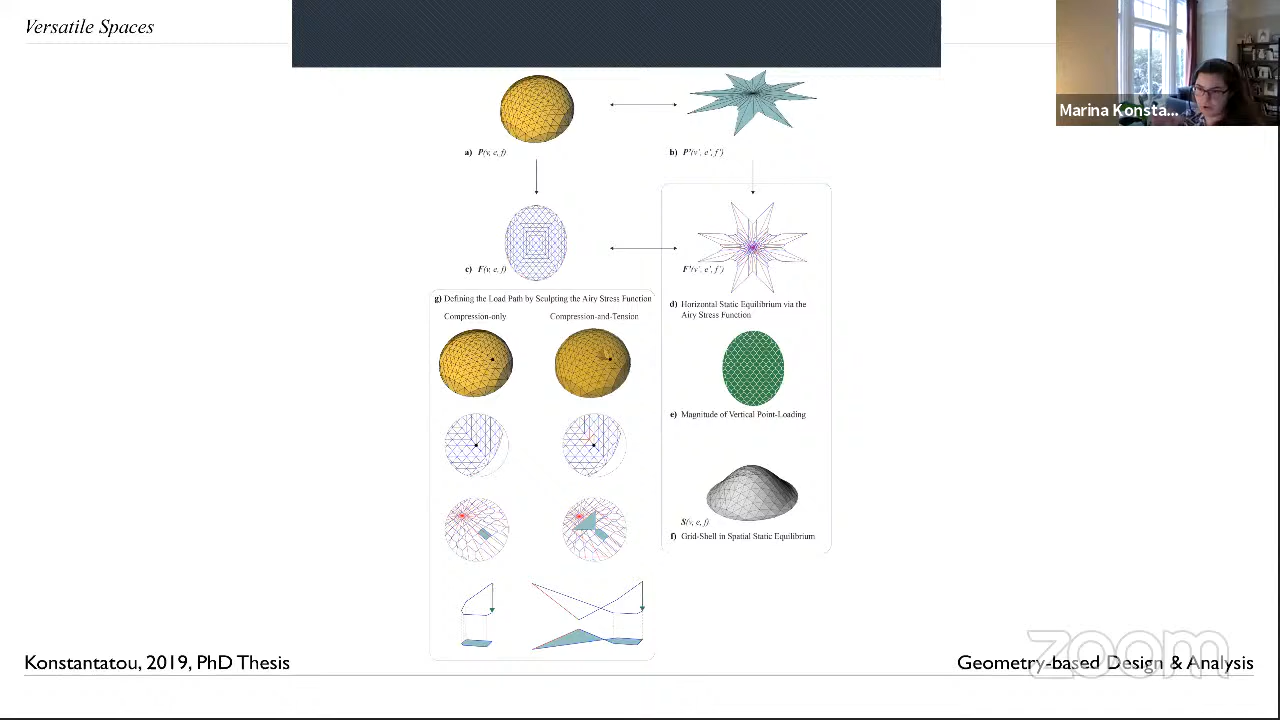 Versatile Spaces
Marina Konsta...
a) P(v, e, f)
b) P'(v', e', f')
c) F(v, e, f)
F'(v', e', f')
g) Defining the Load Path by Sculpting the Airy Stress Function
Compression-only
Compression-and-Tension
d) Horizontal Static Equilibrium via the
Airy Stress Function
e) Magnitude of Vertical Point-Loading
S(v, e, f)
f) Grid-Shell in Spatial Static Equilibrium
Konstantatou, 2019, PhD Thesis
Geometry-based Design & Analysis
zoom